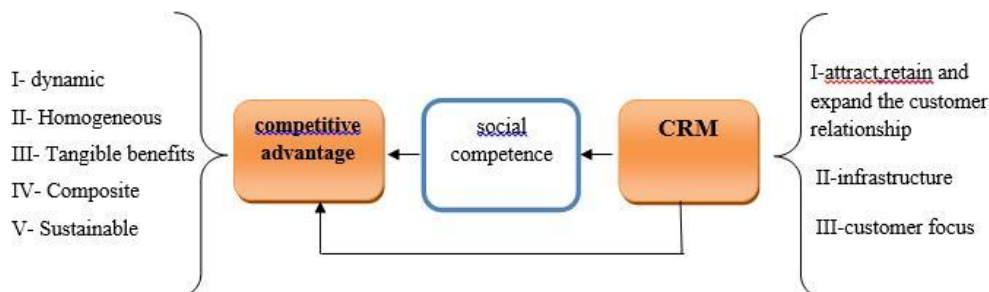 I- dynamic
II- Homogeneous
III- Tangible benefits
IV- Composite
V- Sustainable
competitive
advantage
social
competence
CRM
I-attract,retain and
expand the customer
relationship
II-infrastructure
III-customer focus